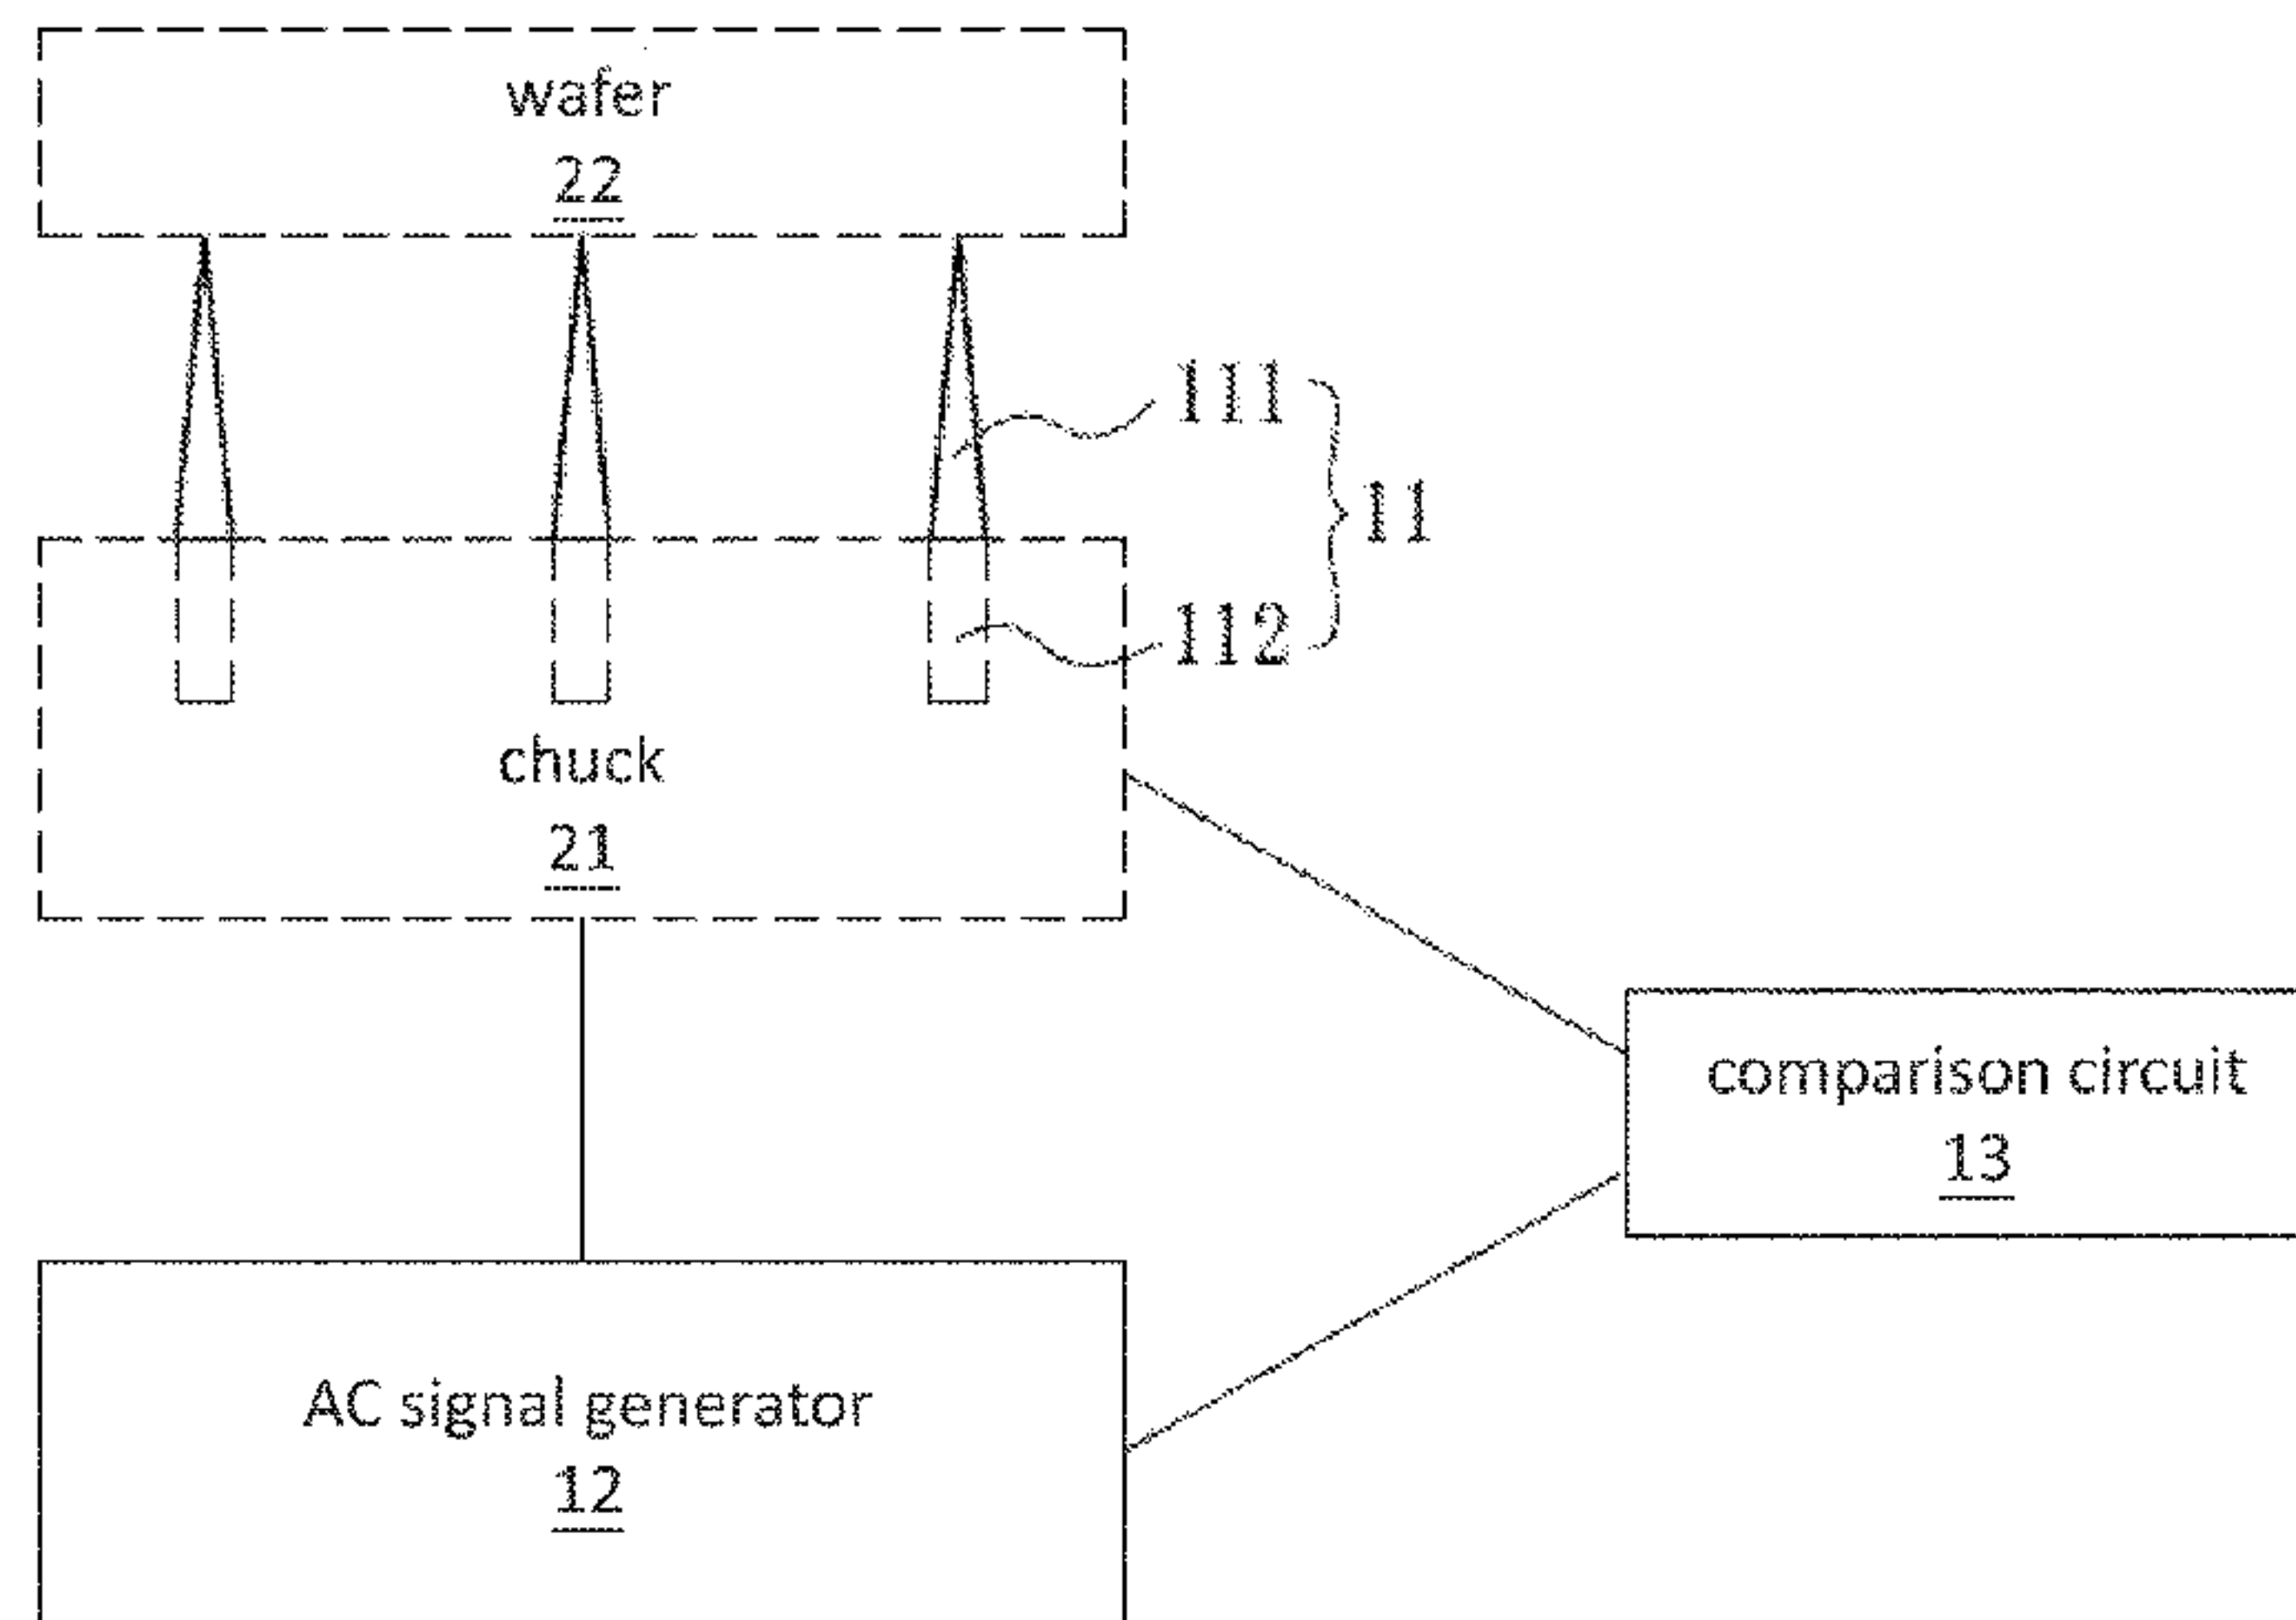 wafer
22
111
11
112
chuck
21
comparison circuit
13
AC signal generator
12